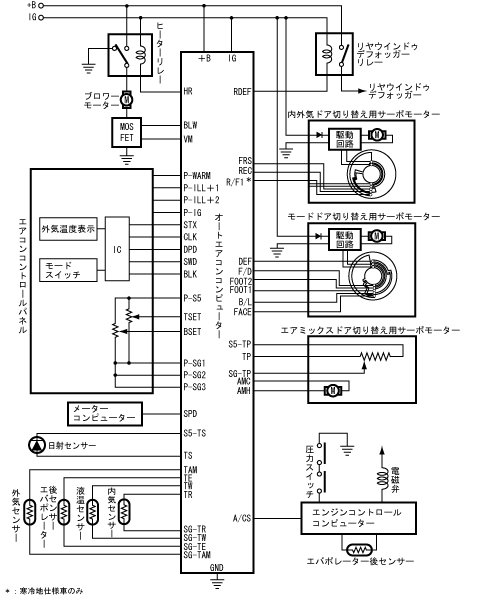 +B
IG
ヒーターリレー
+B
IG
リヤウインドゥ
デフォッガー
リレー
リヤウインドゥ
デフォッガー
ブロワー
モーター
M
HR
RDEF
MOS
FET
BLW
VM
内外気ドア切り替え用サーボモーター
駆動
回路
M
FRS
REC
R/F1*
エアコンコントロールパネル
P-WARM
P-ILL+1
P-ILL+2
P-IG
STX
CLK
DPK
SWD
BLK
P-S5
TSET
BSET
P-SG1
P-SG2
P-SG3
外気温度表示
IC
モード
スイッチ
オートエアコンピューター
モードドア切り替え用サーボモーター
駆動
回路
M
DEF
F/D
FOOT2
FOOT1
B/L
FACE
エアミックスドア切り替え用サーボモーター
S5-TP
TP
SG-TP
AMC
AMH
M
メーター
コンピューター
SPD
日射センサー
S5-TS
TS
TAM
TE
TW
TR
外気センサー
エバポレーター
後センサー
液温センサー
内気センサー
SG-TR
SG-TW
SG-TE
SG-TAM
圧力スイッチ
電磁弁
A/CS
エンジンコントロール
コンピューター
エバポレーター後センサー
GND
*：寒冷地仕様車のみ